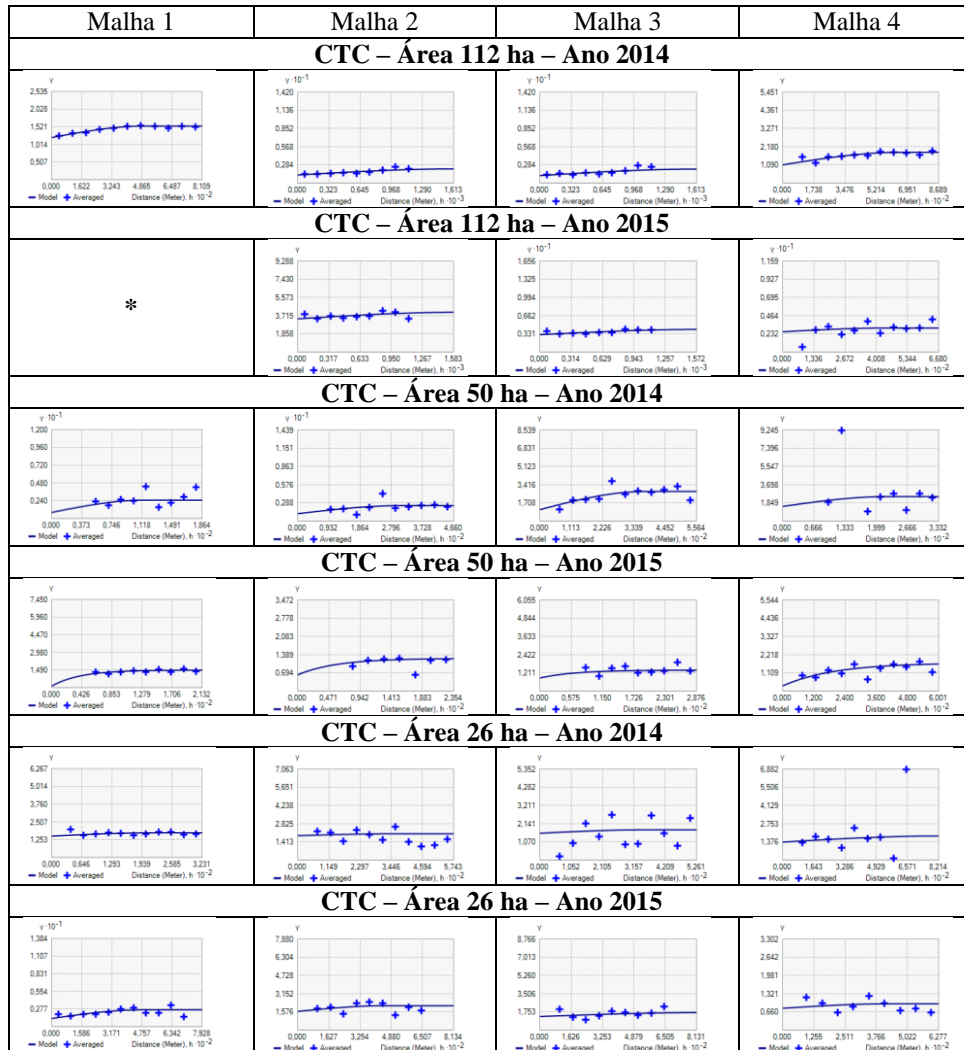 Malha 1 Malha 2 Malha 3 Malha 4
CTC – Área 112 ha – Ano 2014
γ γ ·10⁻¹ γ ·10⁻¹ γ
2,535 1,420 1,420 5,451
2,028 1,136 1,136 4,361
1,521 0,852 0,852 3,271
1,014 0,568 0,568 2,180
0,507 0,284 0,284 1,090
0,000 1,622 3,243 4,865 6,487 8,109 0,000 0,323 0,645 0,968 1,290 1,613 0,000 0,323 0,645 0,968 1,290 1,613 0,000 1,738 3,476 5,214 6,951 8,689
Model Averaged Distance (Meter), h ·10⁻² Model Averaged Distance (Meter), h ·10⁻³ Model Averaged Distance (Meter), h ·10⁻³ Model Averaged Distance (Meter), h ·10⁻²
CTC – Área 112 ha – Ano 2015
γ γ ·10⁻¹ γ ·10⁻¹
9,288 1,656 1,159
7,430 1,325 0,927
5,573 0,994 0,695
* 3,715 0,662 0,464
1,858 0,331 0,232
0,000 0,317 0,633 0,950 1,267 1,583 0,000 0,314 0,629 0,943 1,257 1,572 0,000 1,336 2,672 4,008 5,344 6,680
Model Averaged Distance (Meter), h ·10⁻³ Model Averaged Distance (Meter), h ·10⁻³ Model Averaged Distance (Meter), h ·10⁻²
CTC – Área 50 ha – Ano 2014
γ ·10⁻¹ γ ·10⁻¹ γ γ
1,200 1,439 8,539 9,245
0,960 1,151 6,831 7,396
0,720 0,863 5,123 5,547
0,480 0,576 3,416 3,698
0,240 0,288 1,708 1,849
0,000 0,373 0,746 1,118 1,491 1,864 0,000 0,932 1,864 2,796 3,728 4,660 0,000 1,113 2,226 3,339 4,452 5,564 0,000 0,666 1,333 1,999 2,666 3,332
Model Averaged Distance (Meter), h ·10⁻² Model Averaged Distance (Meter), h ·10⁻² Model Averaged Distance (Meter), h ·10⁻² Model Averaged Distance (Meter), h ·10⁻²
CTC – Área 50 ha – Ano 2015
γ γ γ γ
7,450 3,472 6,055 5,544
5,960 2,778 4,844 4,436
4,470 2,083 3,633 3,327
2,980 1,389 2,422 2,218
1,490 0,694 1,211 1,109
0,000 0,426 0,853 1,279 1,706 2,132 0,000 0,471 0,942 1,413 1,883 2,354 0,000 0,575 1,150 1,726 2,301 2,876 0,000 1,200 2,400 3,600 4,800 6,001
Model Averaged Distance (Meter), h ·10⁻² Model Averaged Distance (Meter), h ·10⁻² Model Averaged Distance (Meter), h ·10⁻² Model Averaged Distance (Meter), h ·10⁻²
CTC – Área 26 ha – Ano 2014
γ γ γ γ
6,267 7,063 5,352 6,882
5,014 5,651 4,282 5,506
3,760 4,238 3,211 4,129
2,507 2,825 2,141 2,753
1,253 1,413 1,070 1,376
0,000 0,646 1,293 1,939 2,585 3,231 0,000 1,149 2,297 3,446 4,594 5,743 0,000 1,052 2,105 3,157 4,209 5,261 0,000 1,643 3,286 4,929 6,571 8,214
Model Averaged Distance (Meter), h ·10⁻² Model Averaged Distance (Meter), h ·10⁻² Model Averaged Distance (Meter), h ·10⁻² Model Averaged Distance (Meter), h ·10⁻²
CTC – Área 26 ha – Ano 2015
γ ·10⁻¹ γ γ γ
1,384 7,880 8,766 3,302
1,107 6,304 7,013 2,642
0,831 4,728 5,260 1,981
0,554 3,152 3,506 1,321
0,277 1,576 1,753 0,660
0,000 1,586 3,171 4,757 6,342 7,928 0,000 1,627 3,254 4,880 6,507 8,134 0,000 1,626 3,253 4,879 6,505 8,131 0,000 1,255 2,511 3,766 5,022 6,277
Model Averaged Distance (Meter), h ·10⁻² Model Averaged Distance (Meter), h ·10⁻² Model Averaged Distance (Meter), h ·10⁻² Model Averaged Distance (Meter), h ·10⁻²